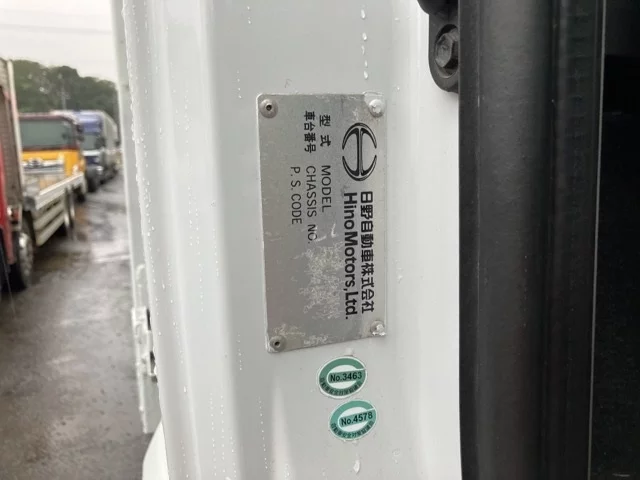 日野自動車株式会社
Hino Motors, Ltd.
型式 MODEL
車台番号 CHASSIS NO.
P. S. CODE
No.3463
No.4578